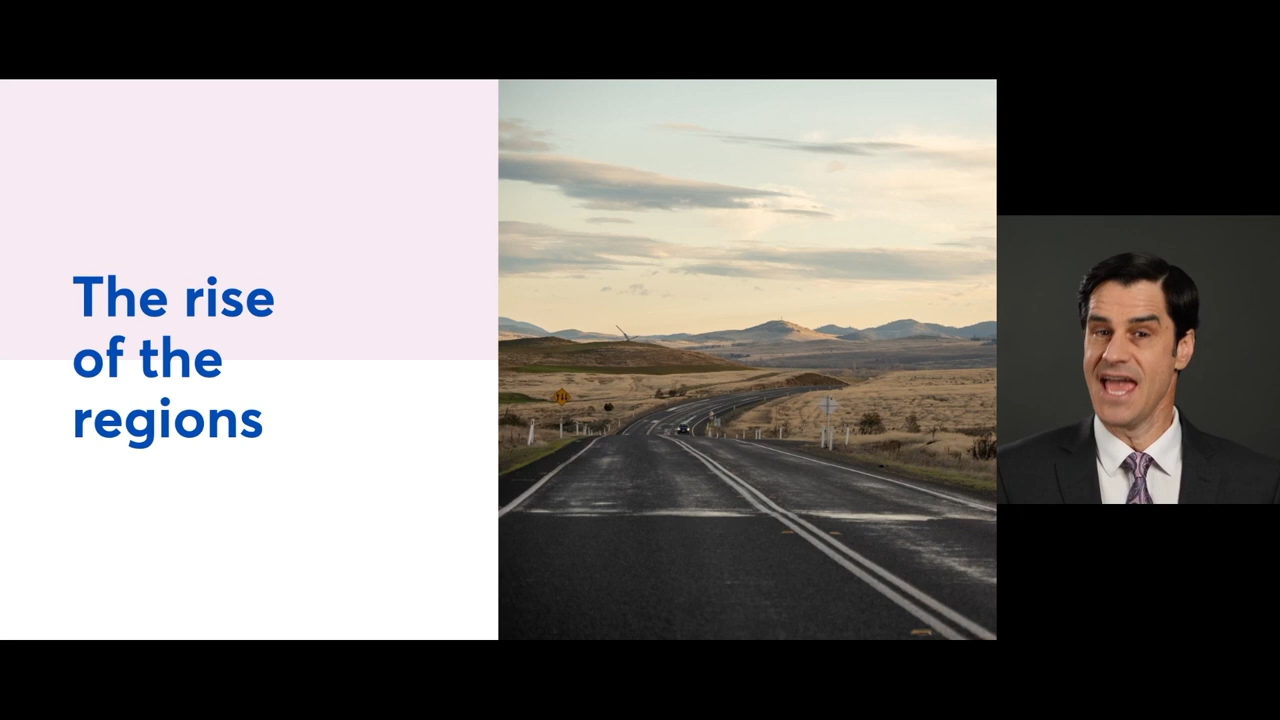 The rise
of the
regions